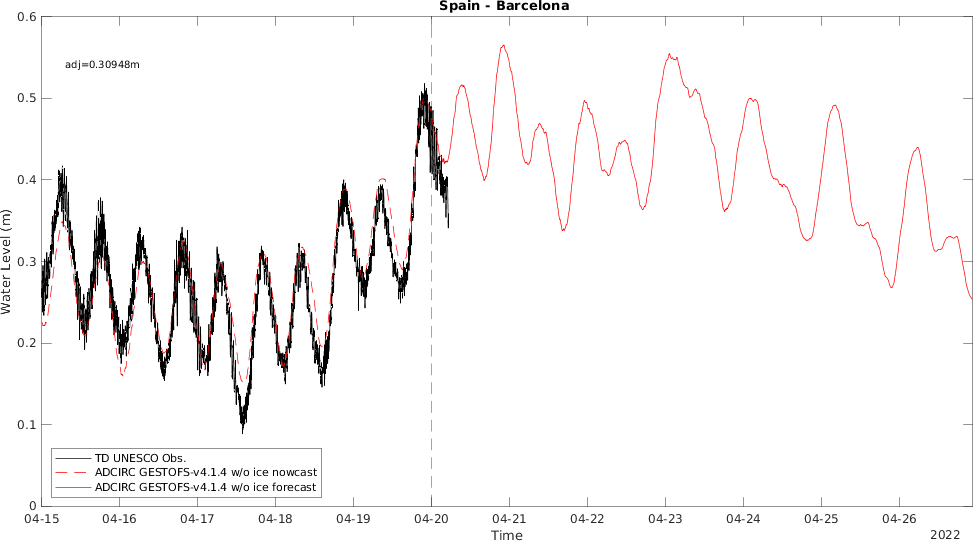 Spain - Barcelona
0.6
0.5
0.4
0.3
0.2
0.1
0
Water Level (m)
adj=0.30948m
TD UNESCO Obs.
ADCIRC GESTOFS-v4.1.4 w/o ice nowcast
ADCIRC GESTOFS-v4.1.4 w/o ice forecast
04-15 04-16 04-17 04-18 04-19 04-20 04-21 04-22 04-23 04-24 04-25 04-26
Time
2022